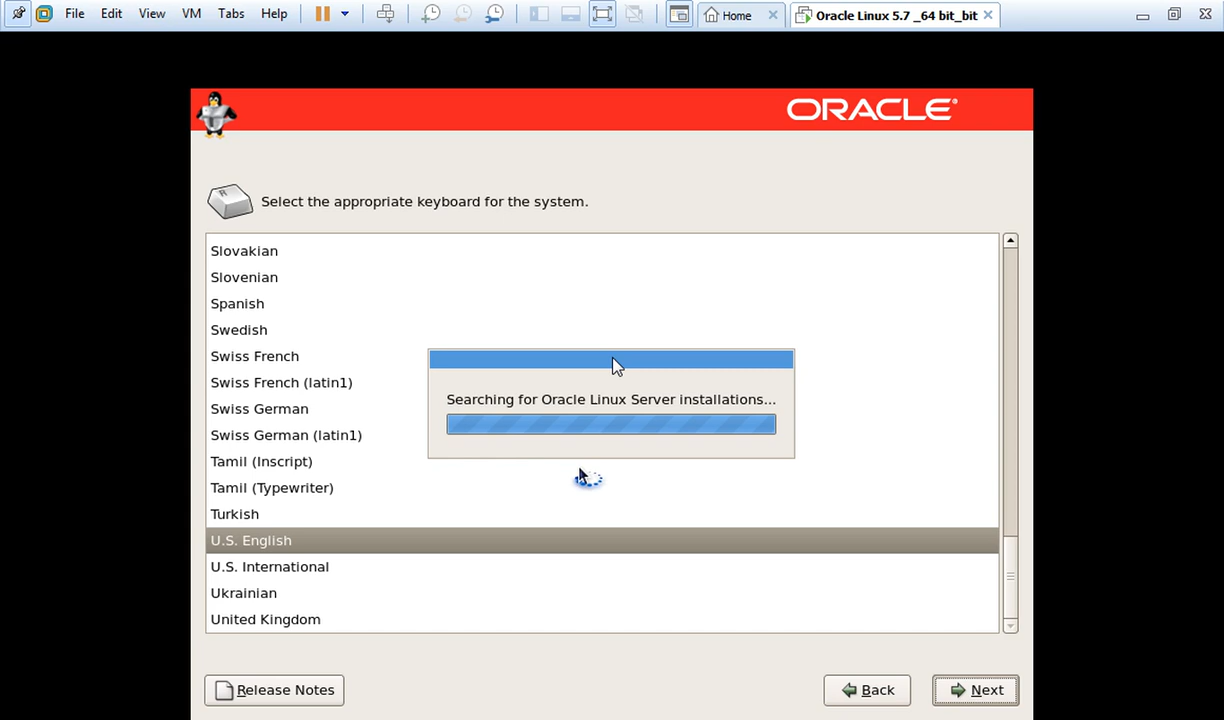 File Edit View VM Tabs Help Home Oracle Linux 5.7 _64 bit_bit
ORACLE
Select the appropriate keyboard for the system.
Slovakian
Slovenian
Spanish
Swedish
Swiss French
Swiss French (latin1)
Swiss German
Swiss German (latin1)
Tamil (Inscript)
Tamil (Typewriter)
Turkish
U.S. English
U.S. International
Ukrainian
United Kingdom
Searching for Oracle Linux Server installations...
Release Notes Back Next